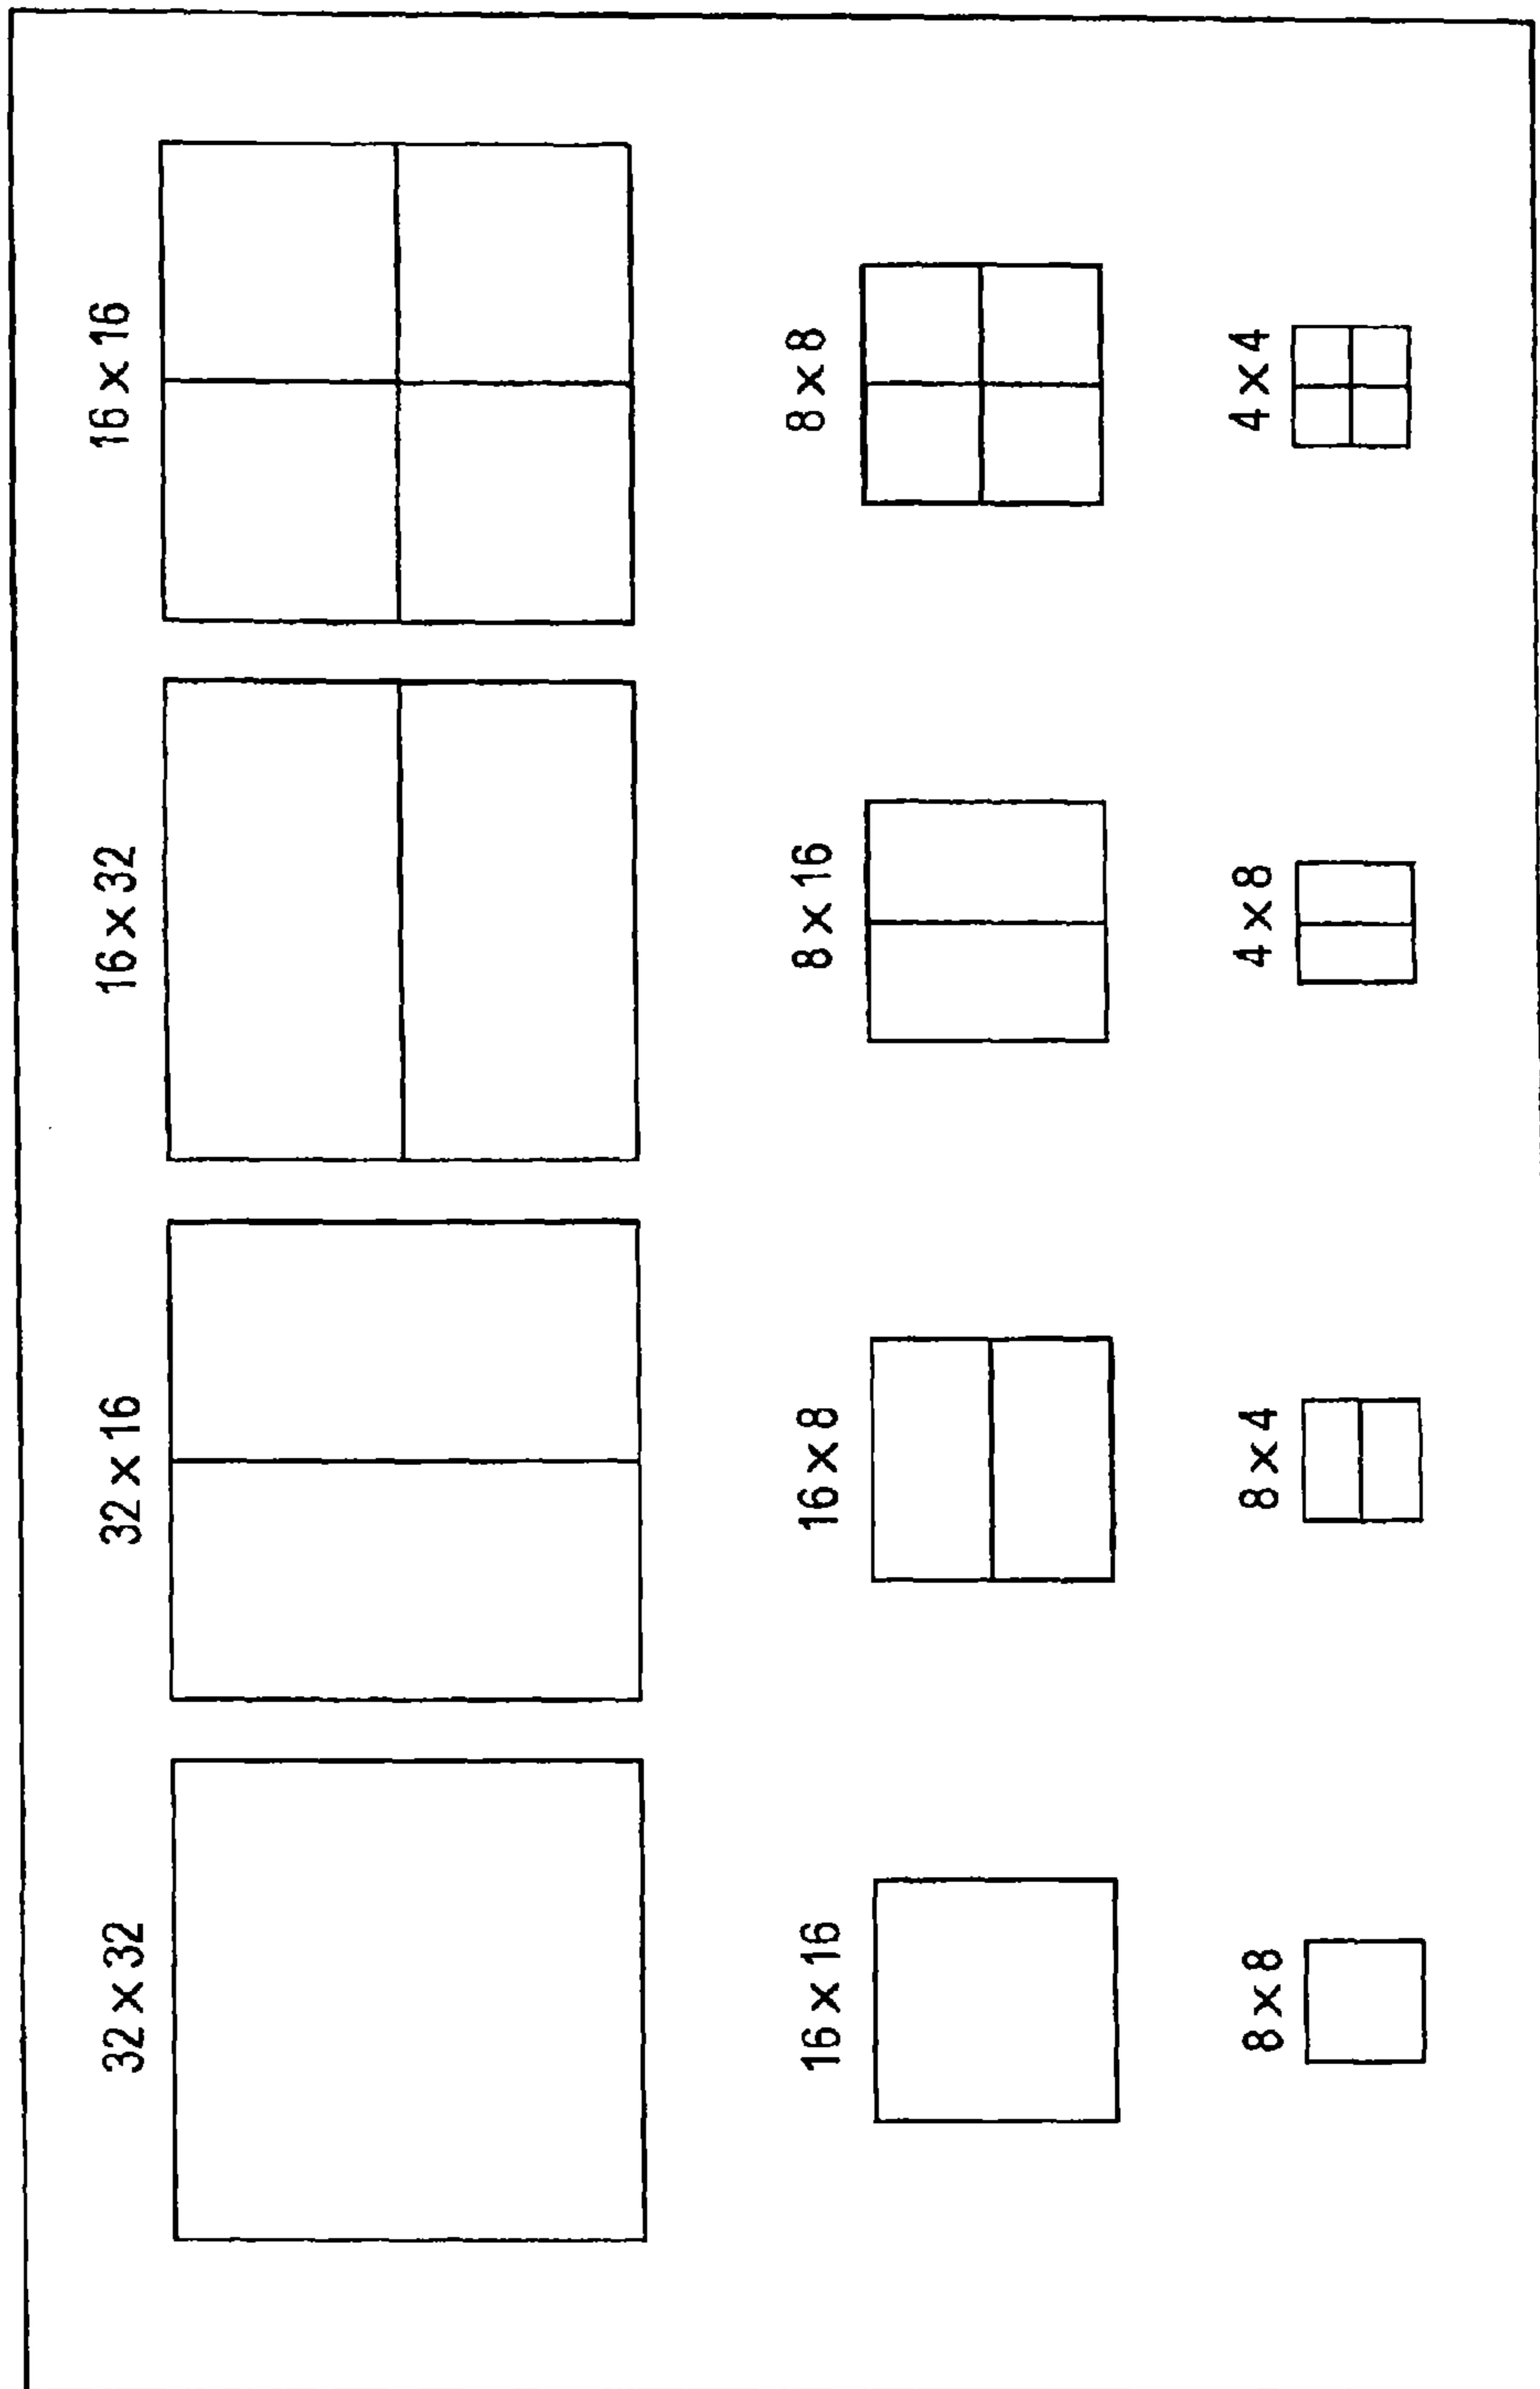 32 × 32
32 × 16
16 × 32
16 × 16
16 × 16
16 × 8
8 × 16
8 × 8
8 × 8
8 × 4
4 × 8
4 × 4